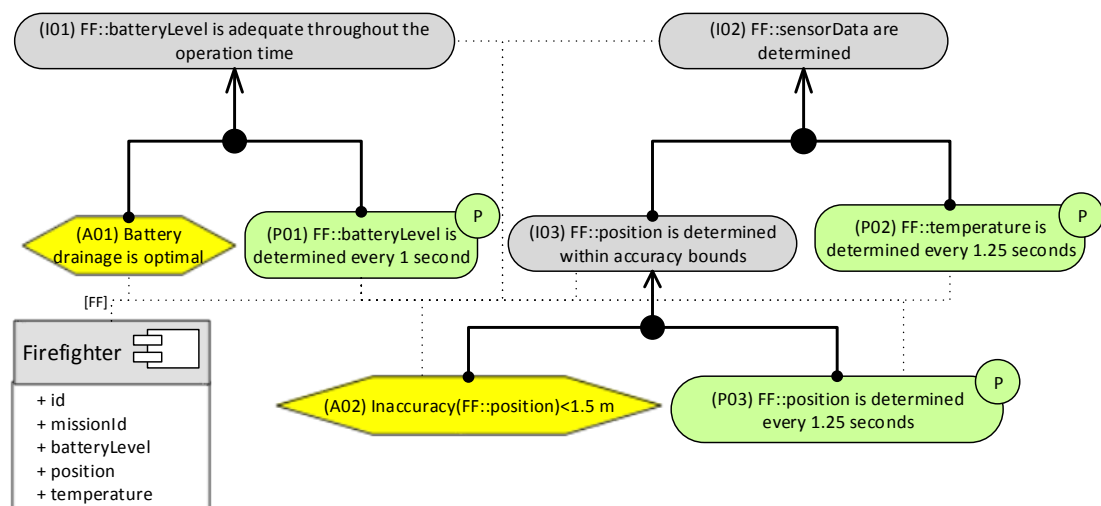 (I01) FF::batteryLevel is adequate throughout the
operation time
(I02) FF::sensorData are
determined
(A01) Battery
drainage is optimal
(P01) FF::batteryLevel is
determined every 1 second
P
(I03) FF::position is determined
within accuracy bounds
(P02) FF::temperature is
determined every 1.25 seconds
P
[FF]
Firefighter
+ id
+ missionId
+ batteryLevel
+ position
+ temperature
(A02) Inaccuracy(FF::position)<1.5 m
(P03) FF::position is determined
every 1.25 seconds
P